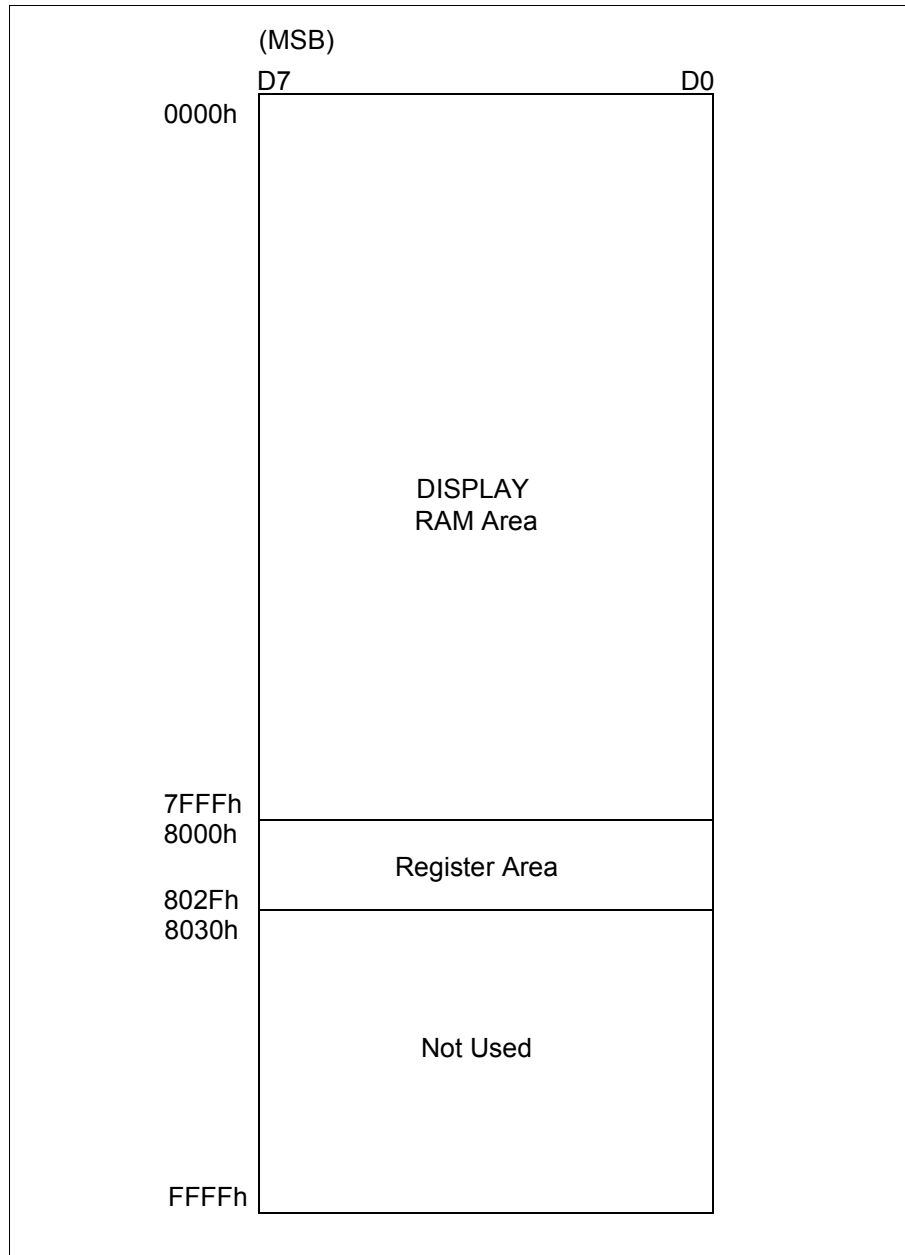 (MSB)
D7 D0
0000h
DISPLAY
RAM Area
7FFFh
8000h
Register Area
802Fh
8030h
Not Used
FFFFh